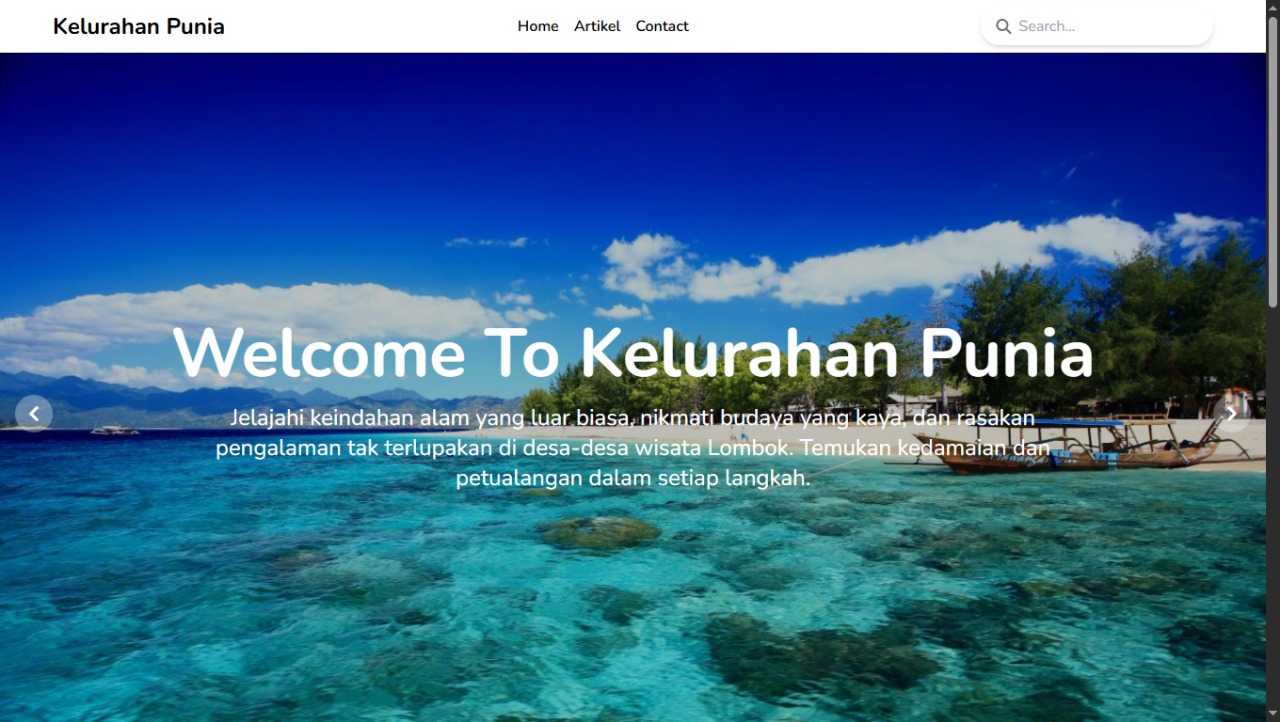 Kelurahan Punia
Home Artikel Contact
Search...
Welcome To Kelurahan Punia
Jelajahi keindahan alam yang luar biasa, nikmati budaya yang kaya, dan rasakan
pengalaman tak terlupakan di desa-desa wisata Lombok. Temukan kedamaian dan
petualangan dalam setiap langkah.